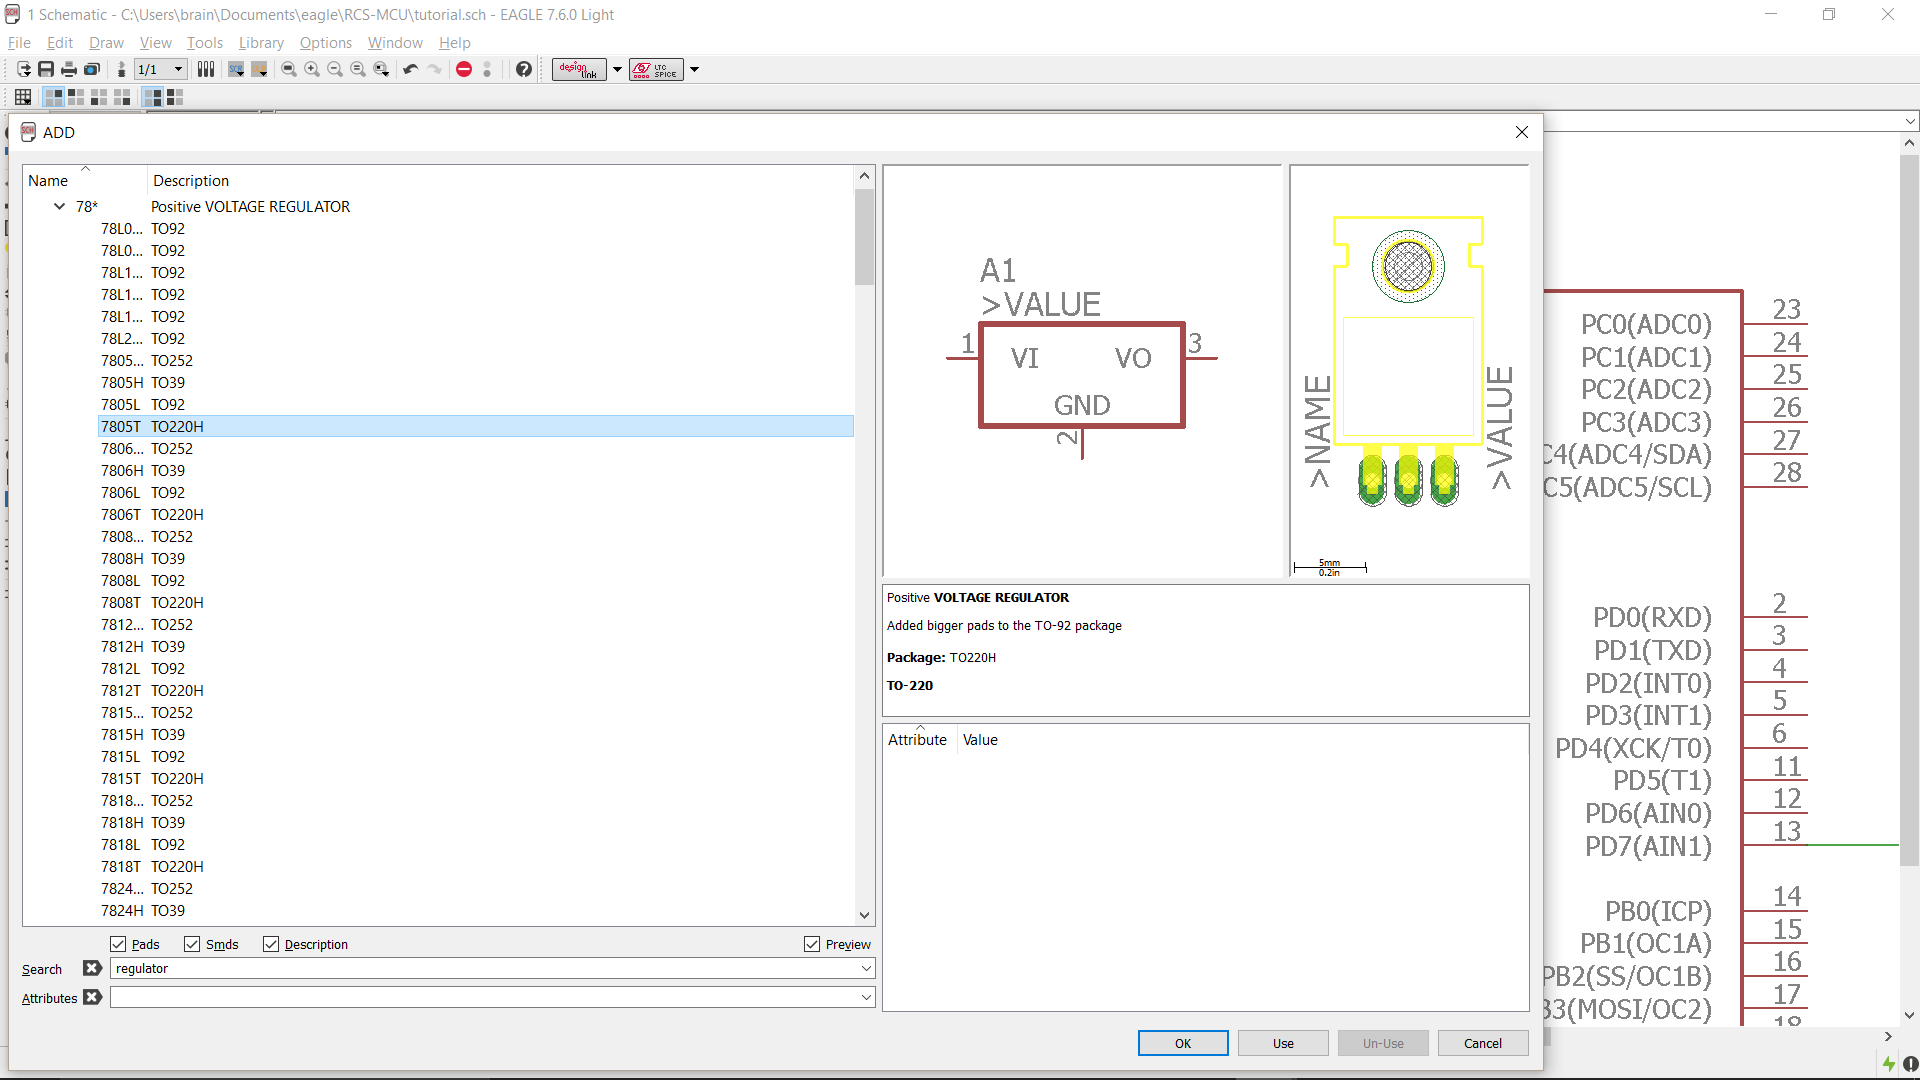 1 Schematic - C:\Users\brain\Documents\eagle\RCS-MCU\tutorial.sch - EAGLE 7.6.0 Light
File Edit Draw View Tools Library Options Window Help
1/1
design link
LTC SPICE
ADD
Name Description
78* Positive VOLTAGE REGULATOR
78L0... TO92
78L0... TO92
78L1... TO92
78L1... TO92
78L1... TO92
78L2... TO92
7805... TO252
7805H TO39
7805L TO92
7805T TO220H
7806... TO252
7806H TO39
7806L TO92
7806T TO220H
7808... TO252
7808H TO39
7808L TO92
7808T TO220H
7812... TO252
7812H TO39
7812L TO92
7812T TO220H
7815... TO252
7815H TO39
7815L TO92
7815T TO220H
7818... TO252
7818H TO39
7818L TO92
7818T TO220H
7824... TO252
7824H TO39
Pads Smds Description Preview
Search regulator
Attributes
A1
>VALUE
1 VI VO 3
GND
2
>NAME
>VALUE
5mm
0.2in
Positive VOLTAGE REGULATOR
Added bigger pads to the TO-92 package
Package: TO220H
TO-220
Attribute Value
OK Use Un-Use Cancel
PC0(ADC0) 23
PC1(ADC1) 24
PC2(ADC2) 25
PC3(ADC3) 26
C4(ADC4/SDA) 27
C5(ADC5/SCL) 28
PD0(RXD) 2
PD1(TXD) 3
PD2(INT0) 4
PD3(INT1) 5
PD4(XCK/T0) 6
PD5(T1) 11
PD6(AIN0) 12
PD7(AIN1) 13
PB0(ICP) 14
PB1(OC1A) 15
PB2(SS/OC1B) 16
B3(MOSI/OC2) 17
18